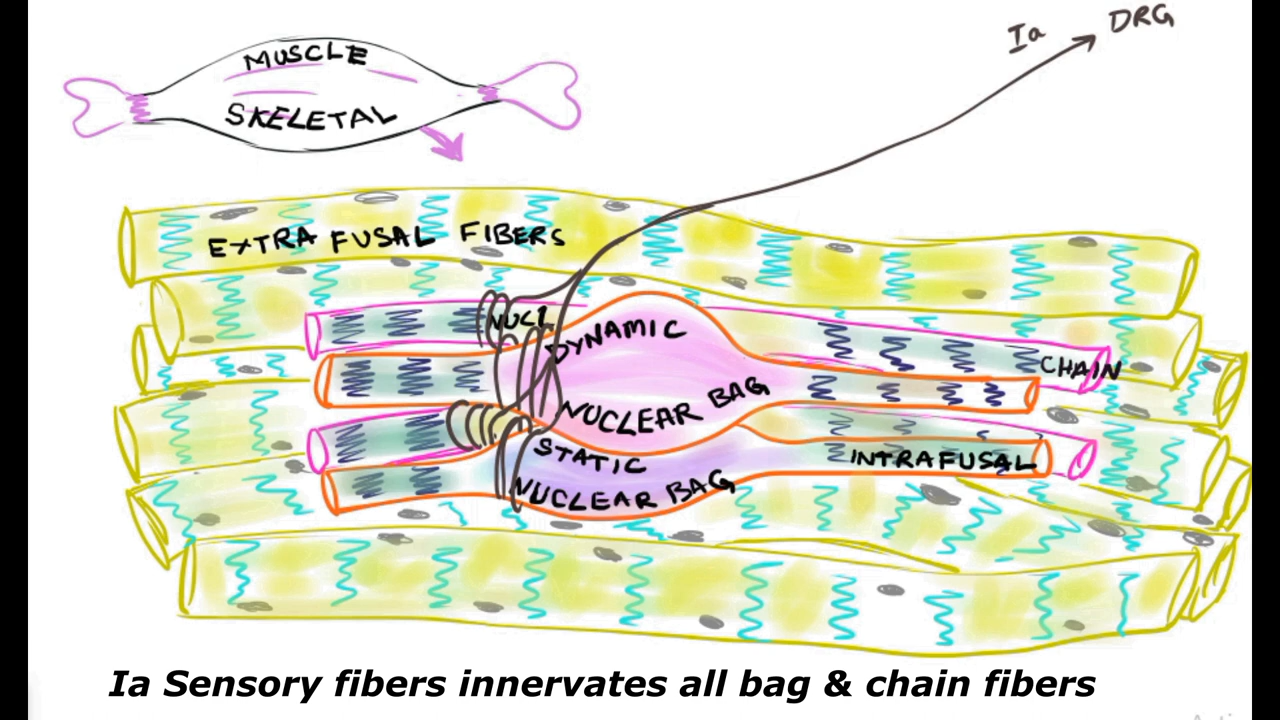 Ia
DRG
MUSCLE
SKELETAL
EXTRA FUSAL FIBERS
NUCL
DYNAMIC
NUCLEAR BAG
CHAIN
STATIC
NUCLEAR BAG
INTRAFUSAL
Ia Sensory fibers innervates all bag & chain fibers